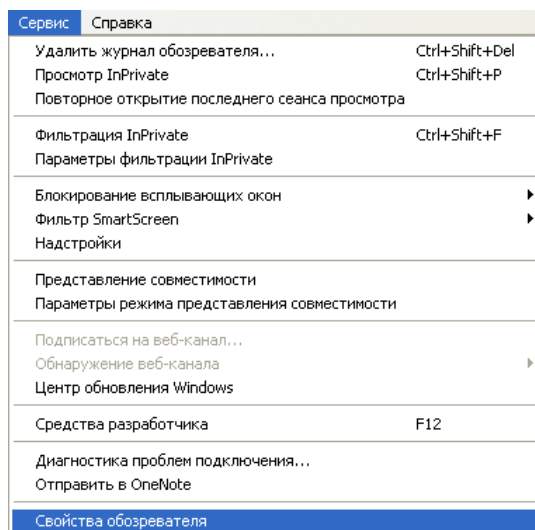 Сервис Справка
Удалить журнал обозревателя... Ctrl+Shift+Del
Просмотр InPrivate Ctrl+Shift+P
Повторное открытие последнего сеанса просмотра
Фильтрация InPrivate Ctrl+Shift+F
Параметры фильтрации InPrivate
Блокирование всплывающих окон
Фильтр SmartScreen
Надстройки
Представление совместимости
Параметры режима представления совместимости
Подписаться на веб-канал...
Обнаружение веб-канала
Центр обновления Windows
Средства разработчика F12
Диагностика проблем подключения...
Отправить в OneNote
Свойства обозревателя